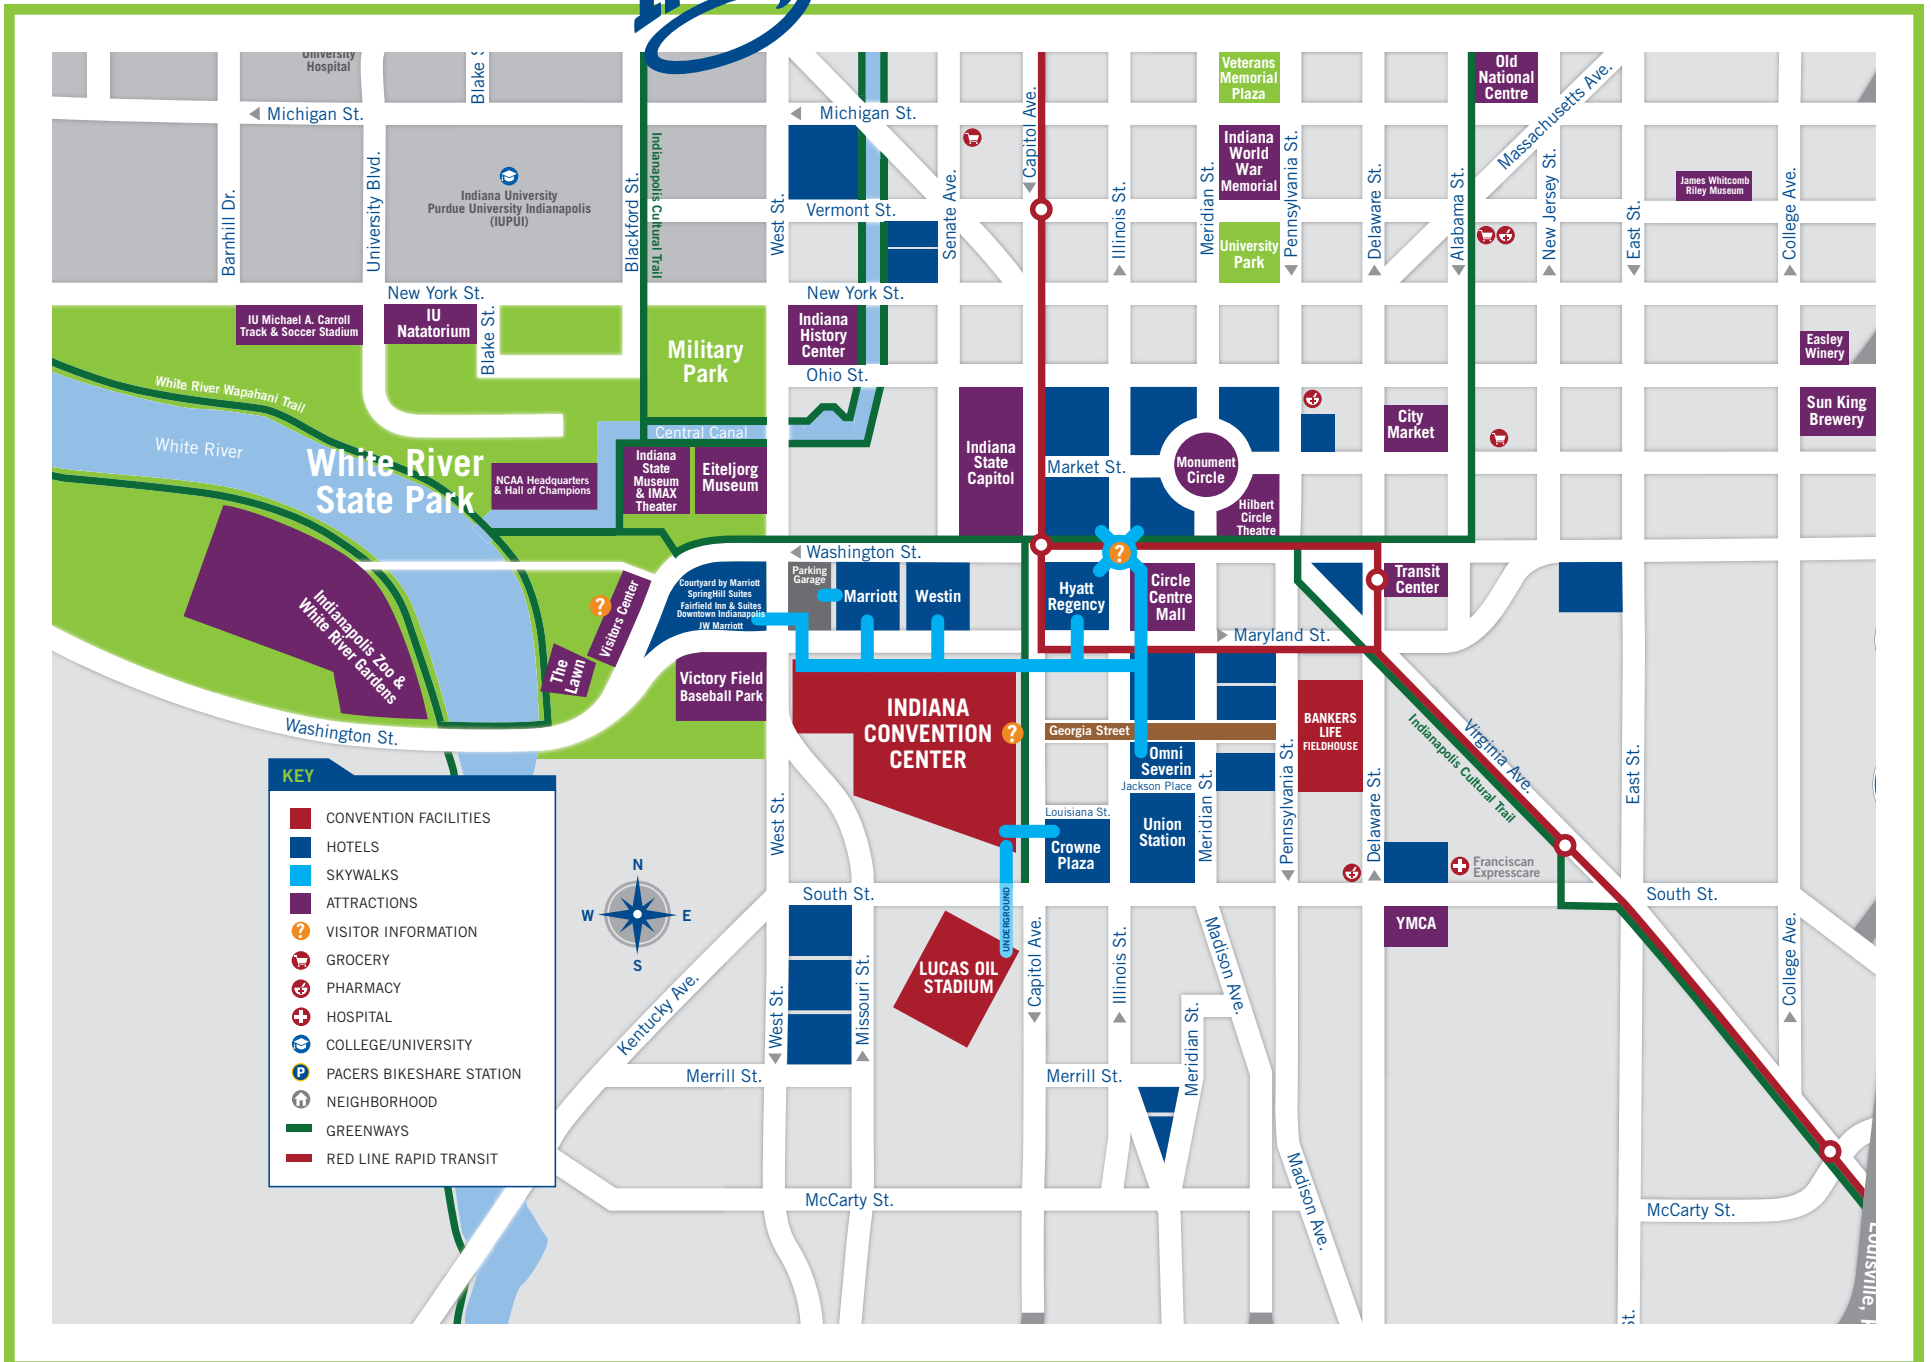 University
Hospital
Blake S
Michigan St.
Michigan St.
Capitol Ave.
Veterans
Memorial
Plaza
Old
National
Centre
Massachusetts Ave.
Indiana University
Purdue University Indianapolis
(IUPUI)
Barnhill Dr.
University Blvd.
Blackford St.
Indianapolis Cultural Trail
West St.
Vermont St.
Senate Ave.
Illinois St.
Meridian St.
Indiana
World
War
Memorial
University
Park
Pennsylvania St.
Delaware St.
Alabama St.
New Jersey St.
East St.
James Whitcomb
Riley Museum
College Ave.
New York St.
New York St.
IU Michael A. Carroll
Track & Soccer Stadium
IU
Natatorium
Blake St.
Military
Park
Indiana
History
Center
Ohio St.
Easley
Winery
Sun King
Brewery
White River Wapahani Trail
White River
White River
State Park
Central Canal
NCAA Headquarters
& Hall of Champions
Indiana
State
Museum
& IMAX
Theater
Eiteljorg
Museum
Indiana
State
Capitol
Market St.
Monument
Circle
Hilbert
Circle
Theatre
City
Market
Washington St.
?
Indianapolis Zoo &
White River Gardens
?
Visitors Center
The
Lawn
Courtyard by Marriott
SpringHill Suites
Fairfield Inn & Suites
Downtown Indianapolis
JW Marriott
Parking
Garage
Marriott
Westin
Hyatt
Regency
Circle
Centre
Mall
Transit
Center
Maryland St.
Washington St.
Victory Field
Baseball Park
INDIANA
CONVENTION
CENTER
?
Georgia Street
BANKERS
LIFE
FIELDHOUSE
Omni
Severin
Jackson Place
Louisiana St.
Crowne
Plaza
Union
Station
Meridian St.
Pennsylvania St.
Delaware St.
Virginia Ave.
Indianapolis Cultural Trail
East St.
West St.
Franciscan
Expresscare
South St.
South St.
UNDERGROUND
YMCA
LUCAS OIL
STADIUM
Capitol Ave.
Illinois St.
Madison Ave.
Meridian St.
College Ave.
Kentucky Ave.
West St.
Missouri St.
Merrill St.
Merrill St.
Madison Ave.
McCarty St.
McCarty St.
St.
Louisville,
KEY
CONVENTION FACILITIES
HOTELS
SKYWALKS
ATTRACTIONS
? VISITOR INFORMATION
GROCERY
PHARMACY
HOSPITAL
COLLEGE/UNIVERSITY
P PACERS BIKESHARE STATION
NEIGHBORHOOD
GREENWAYS
RED LINE RAPID TRANSIT
N
W E
S